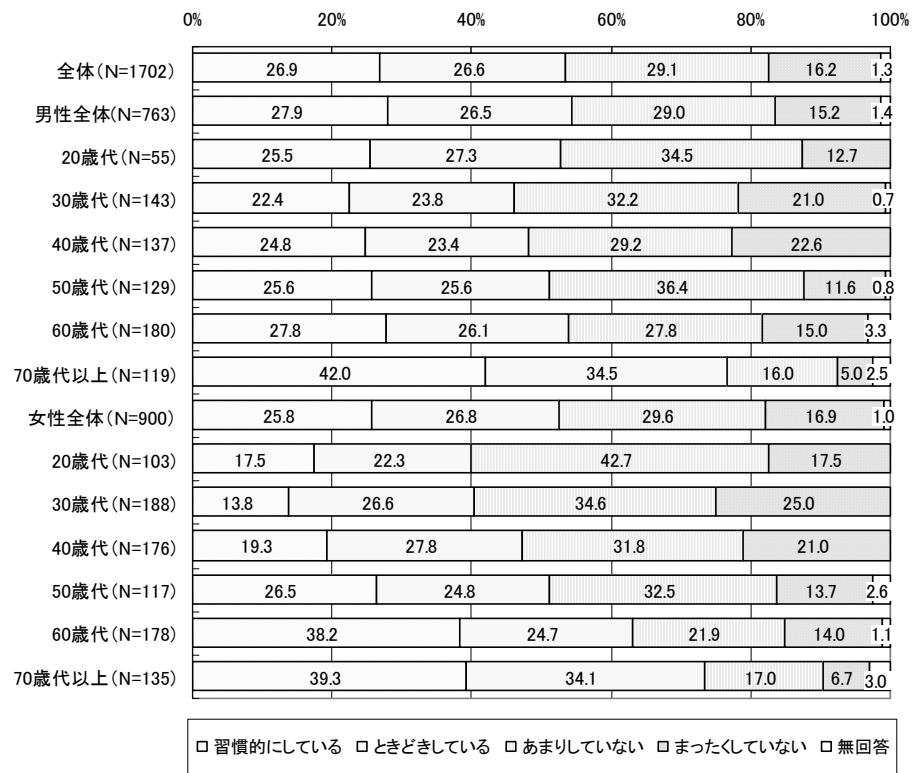 0% 20% 40% 60% 80% 100%
全体(N=1702) 26.9 26.6 29.1 16.2 1.3
男性全体(N=763) 27.9 26.5 29.0 15.2 1.4
20歳代(N=55) 25.5 27.3 34.5 12.7
30歳代(N=143) 22.4 23.8 32.2 21.0 0.7
40歳代(N=137) 24.8 23.4 29.2 22.6
50歳代(N=129) 25.6 25.6 36.4 11.6 0.8
60歳代(N=180) 27.8 26.1 27.8 15.0 3.3
70歳代以上(N=119) 42.0 34.5 16.0 5.0 2.5
女性全体(N=900) 25.8 26.8 29.6 16.9 1.0
20歳代(N=103) 17.5 22.3 42.7 17.5
30歳代(N=188) 13.8 26.6 34.6 25.0
40歳代(N=176) 19.3 27.8 31.8 21.0
50歳代(N=117) 26.5 24.8 32.5 13.7 2.6
60歳代(N=178) 38.2 24.7 21.9 14.0 1.1
70歳代以上(N=135) 39.3 34.1 17.0 6.7 3.0
習慣的にしている ときどきしている あまりしていない まったくしていない 無回答